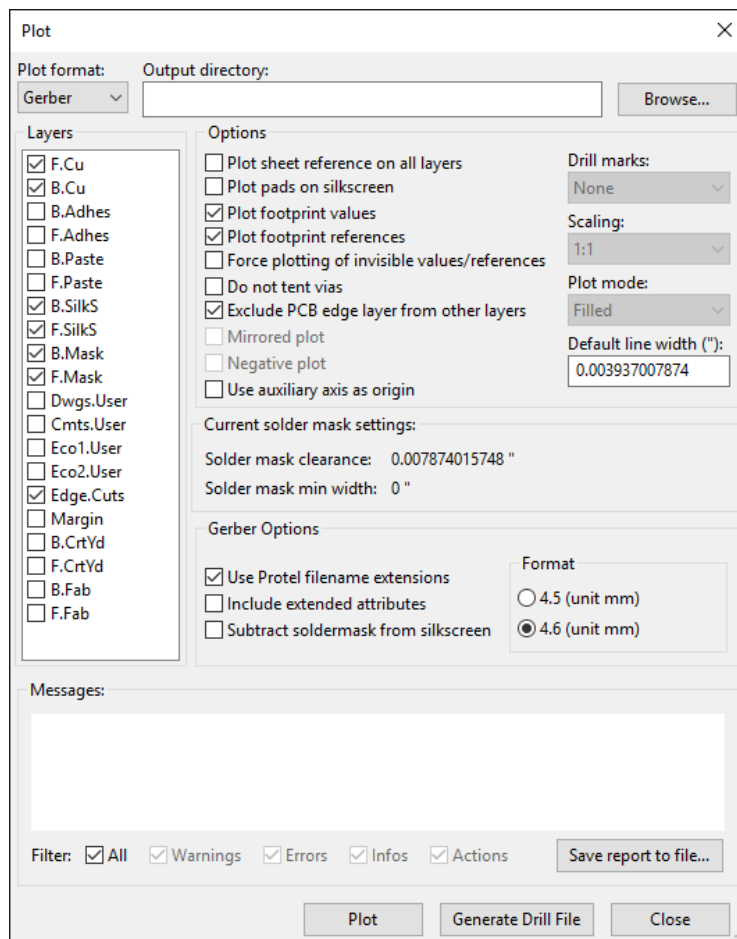 Plot
Plot format:
Output directory:
Gerber
Browse...
Layers
F.Cu
B.Cu
B.Adhes
F.Adhes
B.Paste
F.Paste
B.SilkS
F.SilkS
B.Mask
F.Mask
Dwgs.User
Cmts.User
Eco1.User
Eco2.User
Edge.Cuts
Margin
B.CrtYd
F.CrtYd
B.Fab
F.Fab
Options
Plot sheet reference on all layers
Plot pads on silkscreen
Plot footprint values
Plot footprint references
Force plotting of invisible values/references
Do not tent vias
Exclude PCB edge layer from other layers
Mirrored plot
Negative plot
Use auxiliary axis as origin
Drill marks:
None
Scaling:
1:1
Plot mode:
Filled
Default line width ("):
0.003937007874
Current solder mask settings:
Solder mask clearance: 0.007874015748 "
Solder mask min width: 0 "
Gerber Options
Use Protel filename extensions
Include extended attributes
Subtract soldermask from silkscreen
Format
4.5 (unit mm)
4.6 (unit mm)
Messages:
Filter: All Warnings Errors Infos Actions Save report to file...
Plot Generate Drill File Close